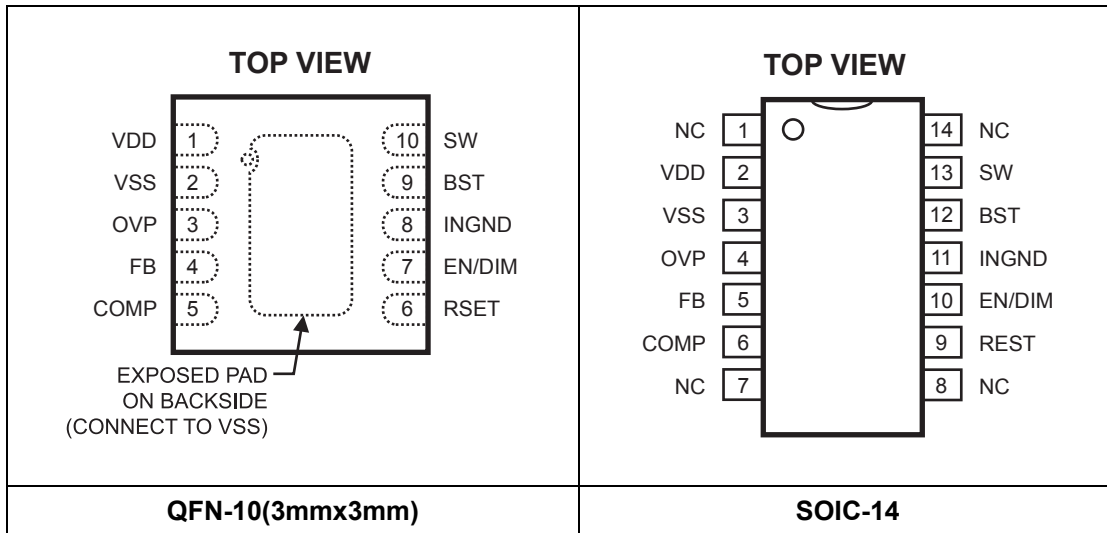 TOP VIEW
VDD 1 10 SW
VSS 2 9 BST
OVP 3 8 INGND
FB 4 7 EN/DIM
COMP 5 6 RSET
EXPOSED PAD
ON BACKSIDE
(CONNECT TO VSS)
QFN-10(3mmx3mm)
TOP VIEW
NC 1 14 NC
VDD 2 13 SW
VSS 3 12 BST
OVP 4 11 INGND
FB 5 10 EN/DIM
COMP 6 9 REST
NC 7 8 NC
SOIC-14